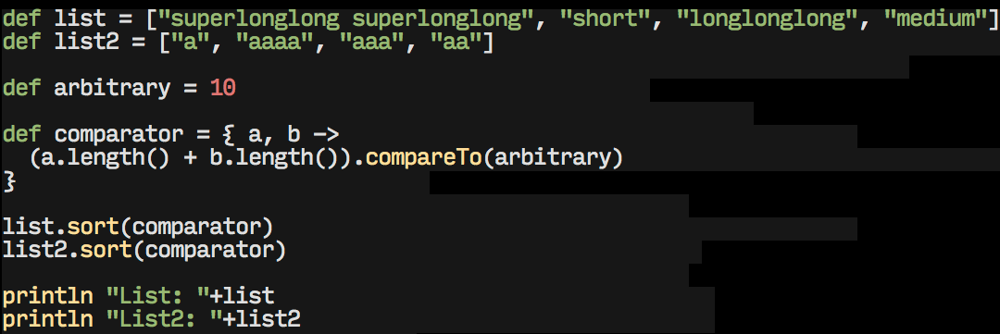 def list = ["superlonglong superlonglong", "short", "longlonglong", "medium"]
def list2 = ["a", "aaaa", "aaa", "aa"]
def arbitrary = 10
def comparator = { a, b ->
(a.length() + b.length()).compareTo(arbitrary)
}
list.sort(comparator)
list2.sort(comparator)
println "List: "+list
println "List2: "+list2